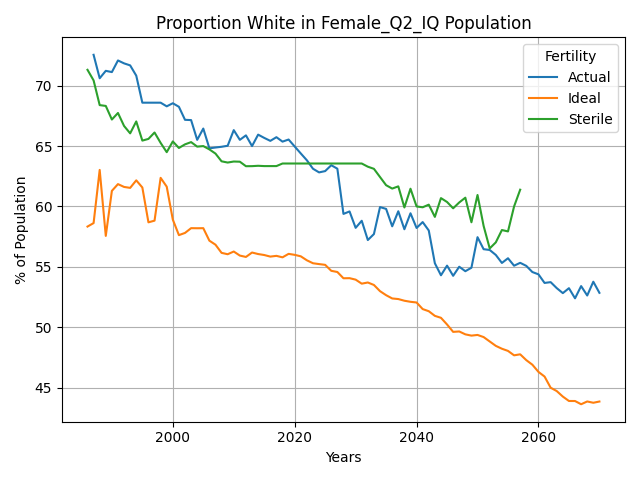 Proportion White in Female_Q2_IQ Population
Fertility
Actual
Ideal
Sterile
% of Population
70
65
60
55
50
45
2000
2020
2040
2060
Years